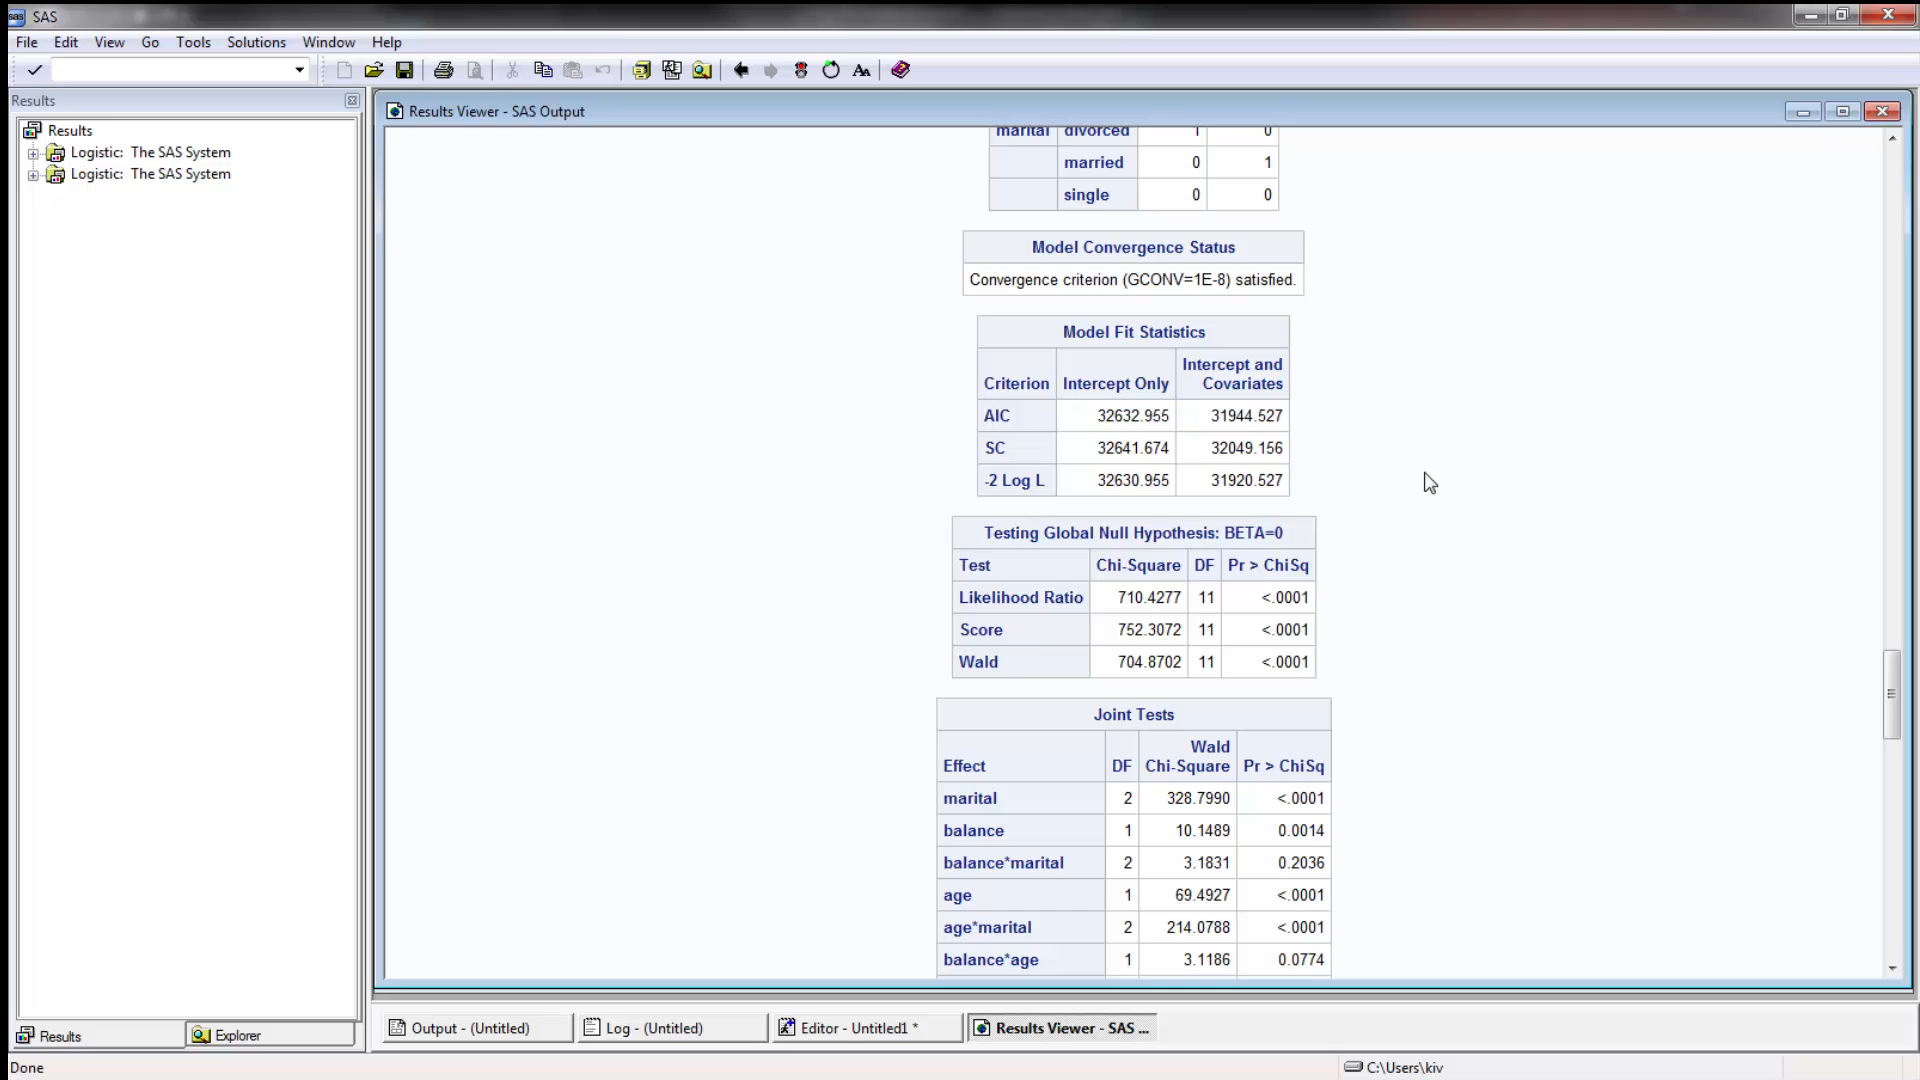 SAS
File Edit View Go Tools Solutions Window Help
Results
Results
Logistic: The SAS System
Logistic: The SAS System
Results Viewer - SAS Output
marital divorced 1 0
married 0 1
single 0 0
Model Convergence Status
Convergence criterion (GCONV=1E-8) satisfied.
Model Fit Statistics
Criterion Intercept Only Intercept and Covariates
AIC 32632.955 31944.527
SC 32641.674 32049.156
-2 Log L 32630.955 31920.527
Testing Global Null Hypothesis: BETA=0
Test Chi-Square DF Pr > ChiSq
Likelihood Ratio 710.4277 11 <.0001
Score 752.3072 11 <.0001
Wald 704.8702 11 <.0001
Joint Tests
Effect DF Wald Chi-Square Pr > ChiSq
marital 2 328.7990 <.0001
balance 1 10.1489 0.0014
balance*marital 2 3.1831 0.2036
age 1 69.4927 <.0001
age*marital 2 214.0788 <.0001
balance*age 1 3.1186 0.0774
Results Explorer
Output - (Untitled) Log - (Untitled) Editor - Untitled1 * Results Viewer - SAS ...
Done C:\Users\kiv